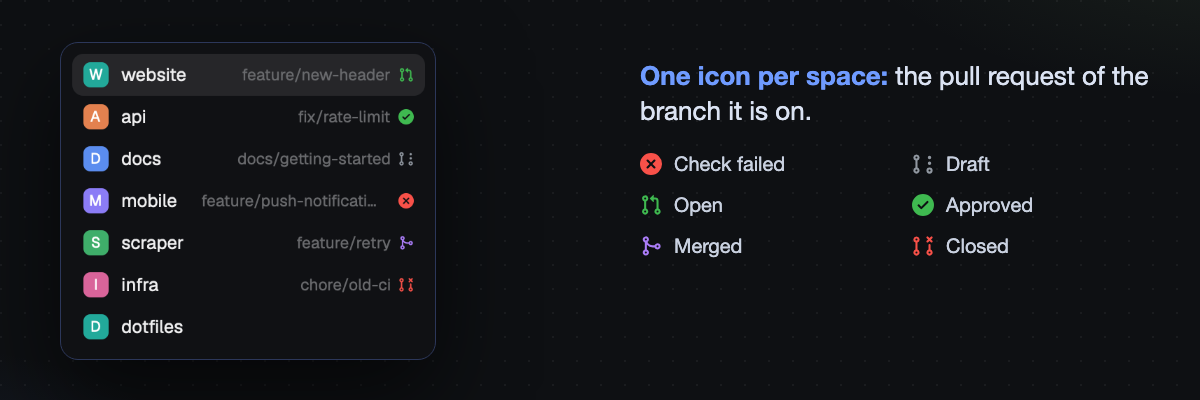 W website feature/new-header
A api fix/rate-limit
D docs docs/getting-started
M mobile feature/push-notificati...
S scraper feature/retry
I infra chore/old-ci
D dotfiles
One icon per space: the pull request of the
branch it is on.
Check failed
Draft
Open
Approved
Merged
Closed